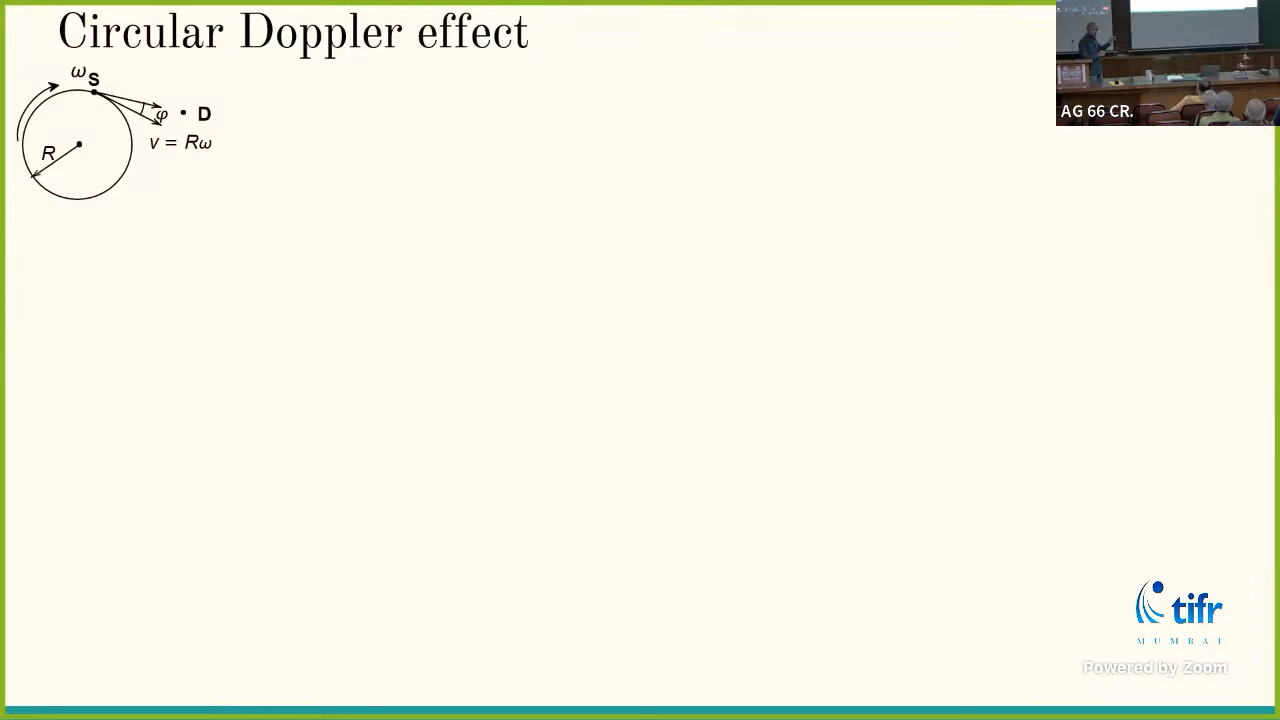 Circular Doppler effect
ω
S
φ
D
v = Rω
R
AG 66 CR.
tifr
MUMBAI
Powered by Zoom